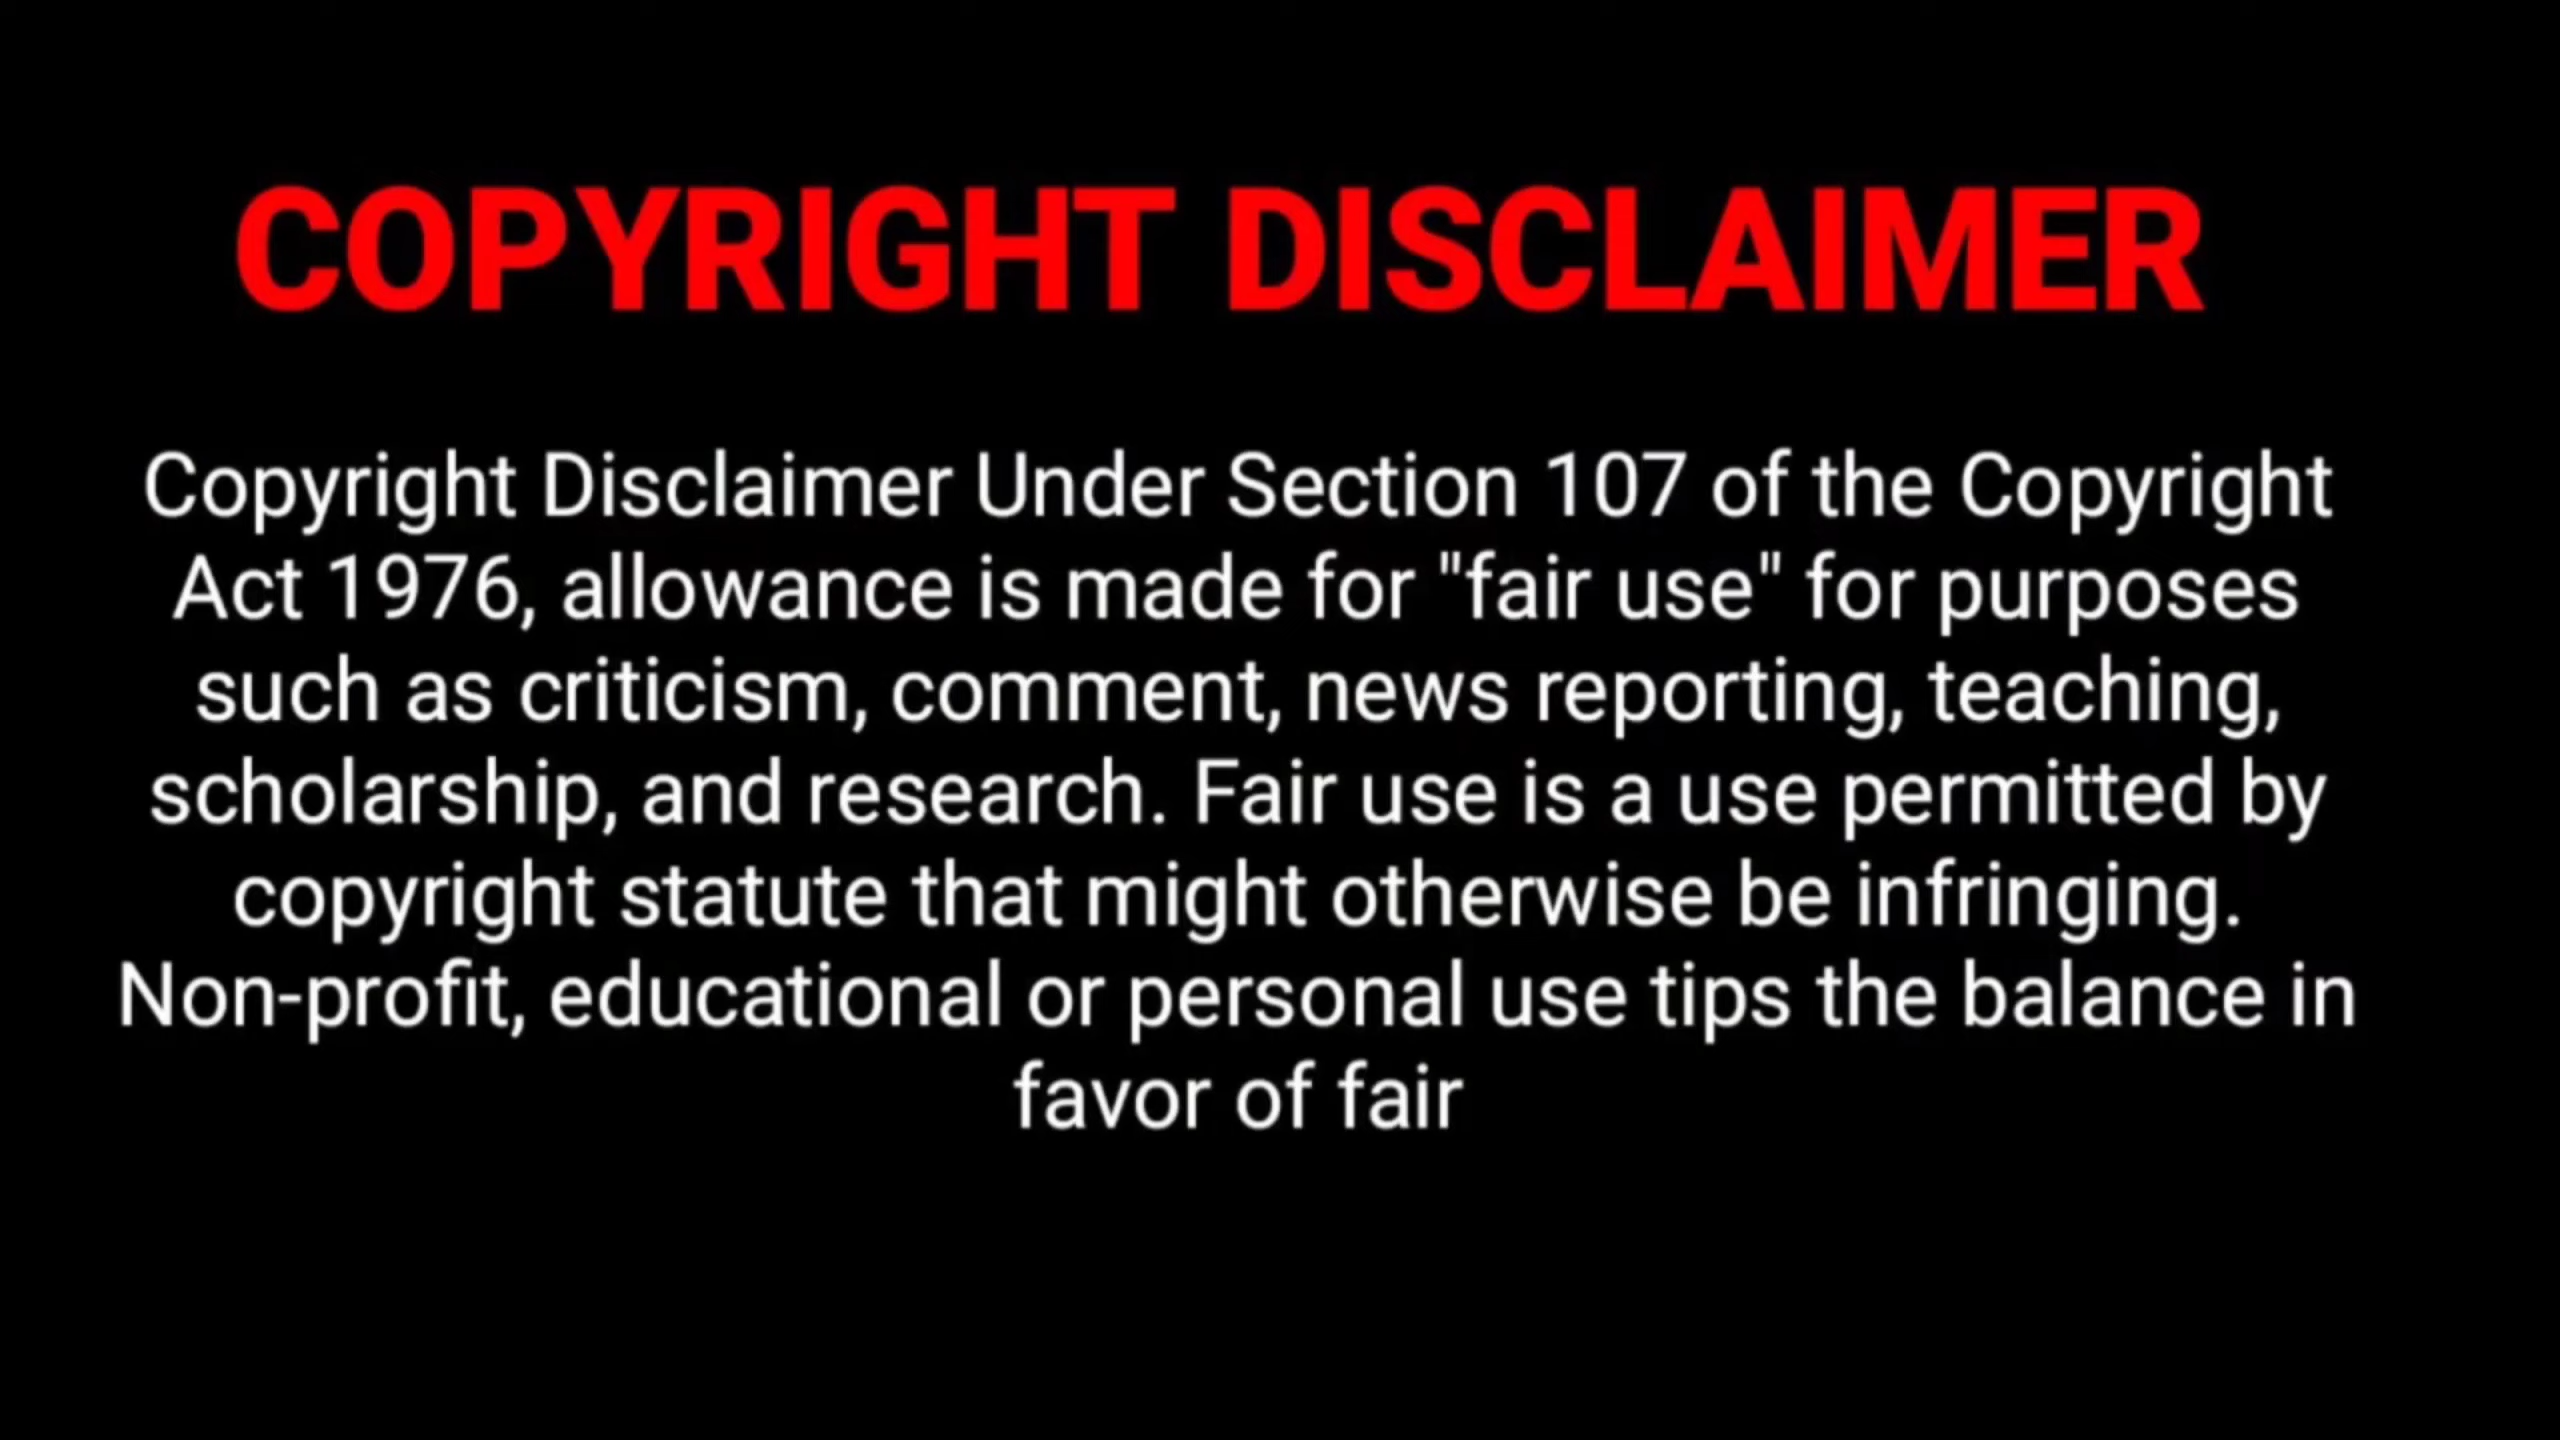 COPYRIGHT DISCLAIMER
Copyright Disclaimer Under Section 107 of the Copyright
Act 1976, allowance is made for "fair use" for purposes
such as criticism, comment, news reporting, teaching,
scholarship, and research. Fair use is a use permitted by
copyright statute that might otherwise be infringing.
Non-profit, educational or personal use tips the balance in
favor of fair